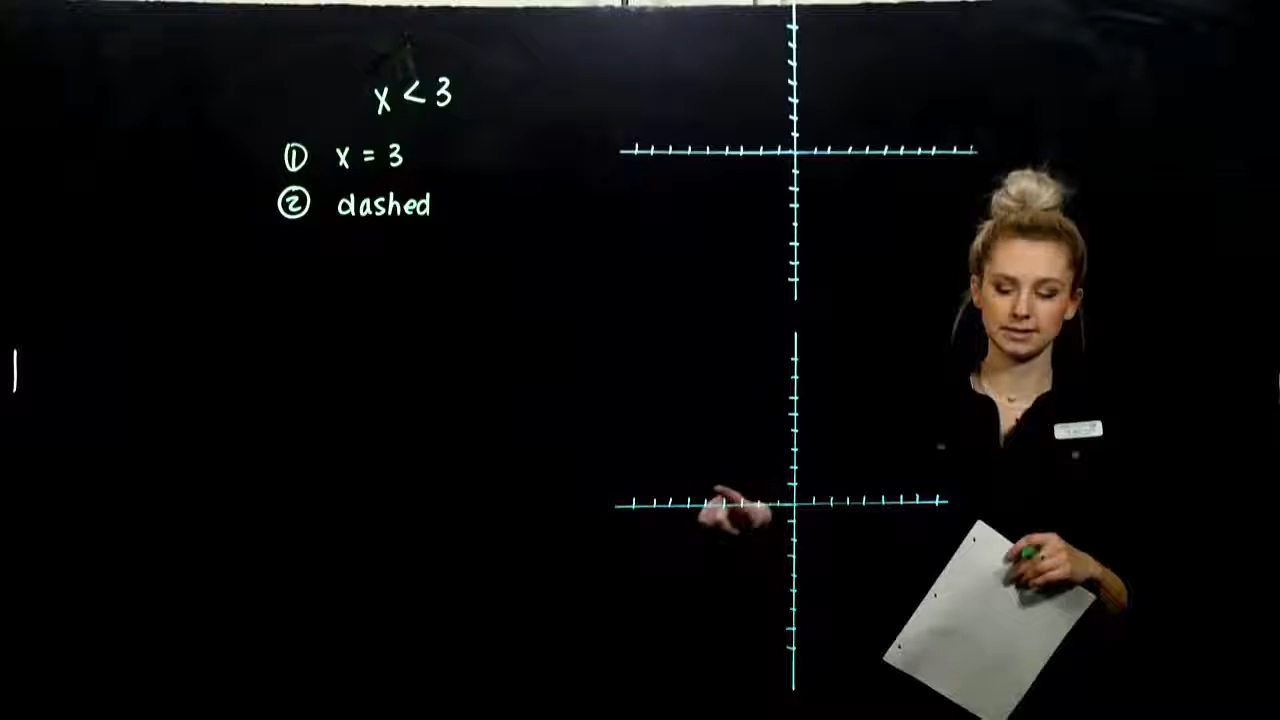 x < 3
① x = 3
② dashed